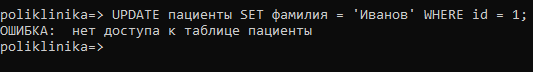 poliklinika=> UPDATE пациенты SET фамилия = 'Иванов' WHERE id = 1;
ОШИБКА:  нет доступа к таблице пациенты
poliklinika=>